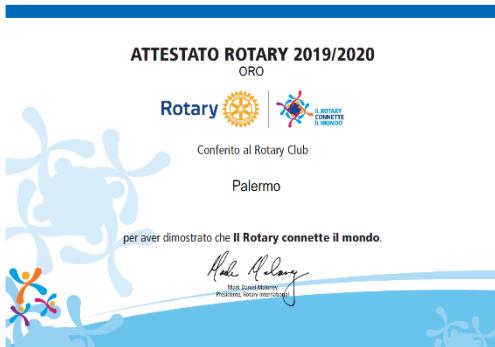 ATTESTATO ROTARY 2019/2020
ORO
Rotary
IL ROTARY
CONNETTE
IL MONDO
Conferito al Rotary Club
Palermo
per aver dimostrato che Il Rotary connette il mondo.
Mark Daniel Maloney
Presidente, Rotary International